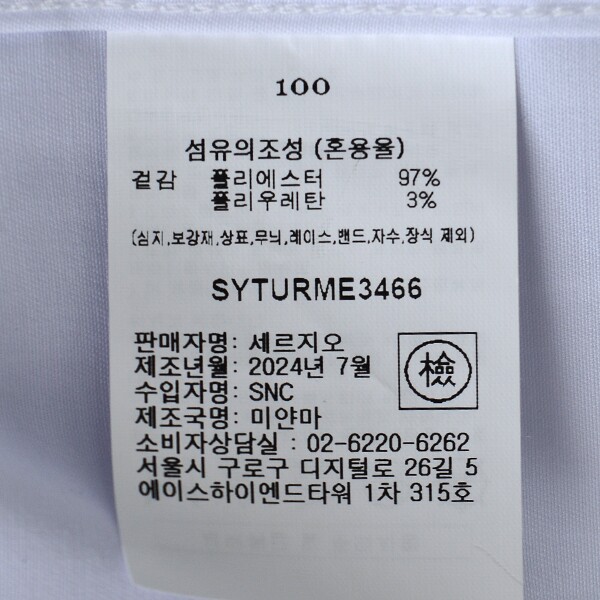 100
섬유의조성 (혼용율)
겉감 폴리에스터 97%
폴리우레탄 3%
(심지,보강재,상표,무늬,레이스,밴드,자수,장식 제외)
SYTURME3466
판매자명: 세르지오
제조년월: 2024년 7월
수입자명: SNC
제조국명: 미얀마
檢
소비자상담실 : 02-6220-6262
서울시 구로구 디지털로 26길 5
에이스하이엔드타워 1차 315호